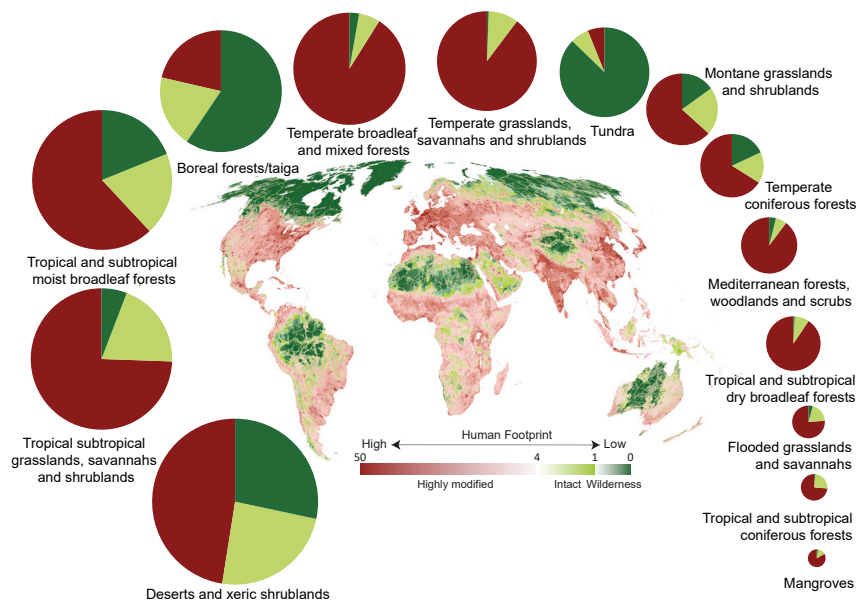 Boreal forests/taiga
Temperate broadleaf
and mixed forests
Temperate grasslands,
savannahs and shrublands
Tundra
Montane grasslands
and shrublands
Temperate
coniferous forests
Mediterranean forests,
woodlands and scrubs
Tropical and subtropical
dry broadleaf forests
Flooded grasslands
and savannahs
Tropical and subtropical
coniferous forests
Mangroves
Tropical and subtropical
moist broadleaf forests
Tropical subtropical
grasslands, savannahs
and shrublands
Deserts and xeric shrublands
High Human Footprint Low
50 4 1 0
Highly modified Intact Wilderness